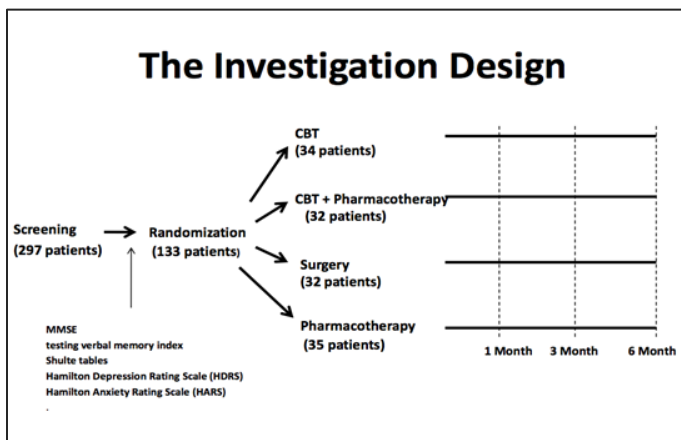 The Investigation Design
CBT
(34 patients)
CBT + Pharmacotherapy
(32 patients)
Screening
(297 patients)
Randomization
(133 patients)
Surgery
(32 patients)
Pharmacotherapy
(35 patients)
MMSE
testing verbal memory index
Shulte tables
Hamilton Depression Rating Scale (HDRS)
Hamilton Anxiety Rating Scale (HARS)
.
1 Month
3 Month
6 Month